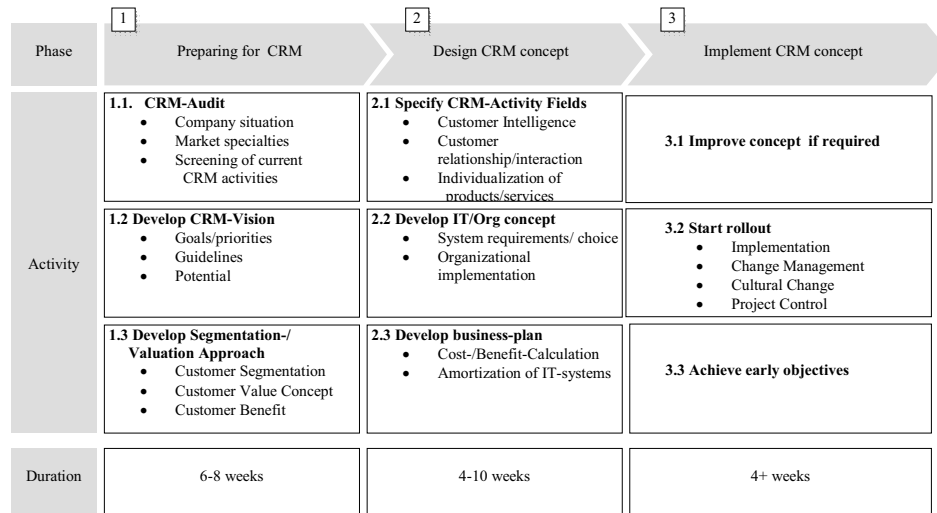 1
2
3
Phase
Preparing for CRM
Design CRM concept
Implement CRM concept
Activity
1.1. CRM-Audit
• Company situation
• Market specialties
• Screening of current
CRM activities
2.1 Specify CRM-Activity Fields
• Customer Intelligence
• Customer
relationship/interaction
• Individualization of
products/services
3.1 Improve concept if required
1.2 Develop CRM-Vision
• Goals/priorities
• Guidelines
• Potential
2.2 Develop IT/Org concept
• System requirements/ choice
• Organizational
implementation
3.2 Start rollout
• Implementation
• Change Management
• Cultural Change
• Project Control
1.3 Develop Segmentation-/
Valuation Approach
• Customer Segmentation
• Customer Value Concept
• Customer Benefit
2.3 Develop business-plan
• Cost-/Benefit-Calculation
• Amortization of IT-systems
3.3 Achieve early objectives
Duration
6-8 weeks
4-10 weeks
4+ weeks